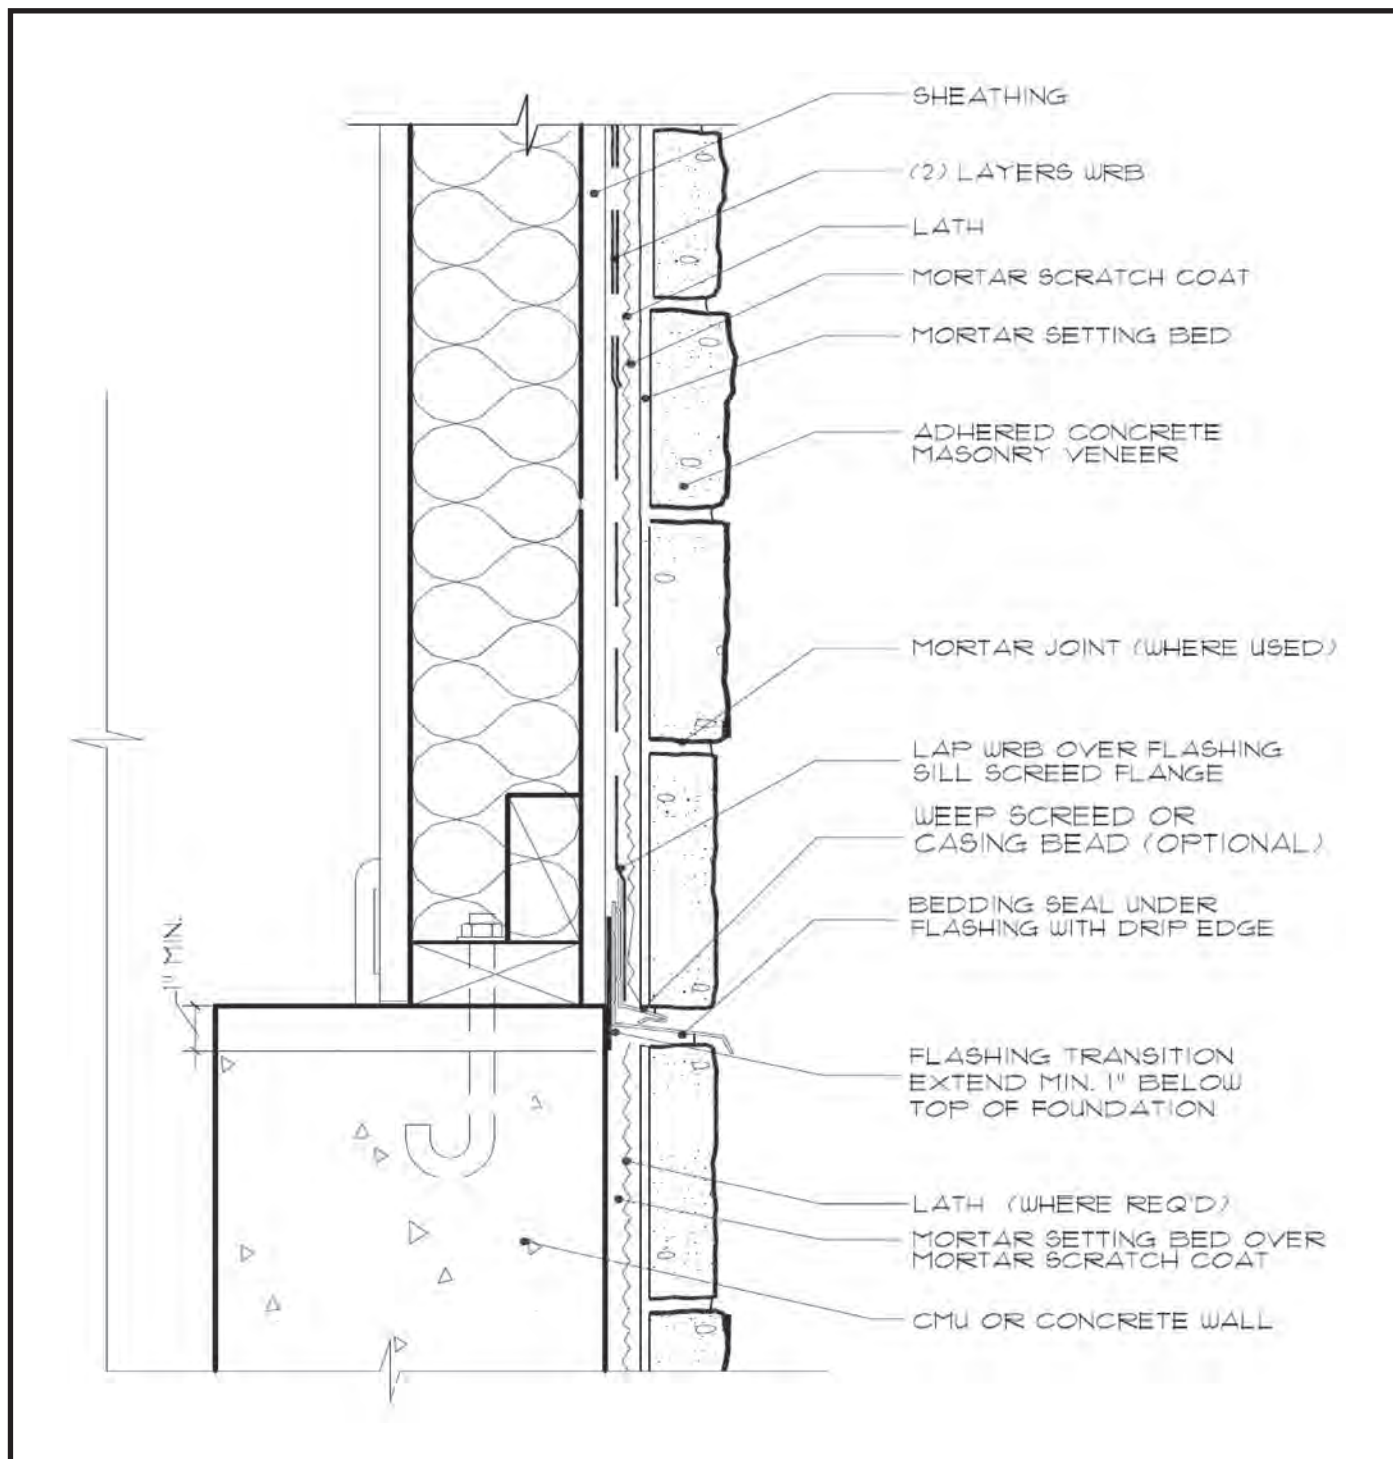 SHEATHING
(2) LAYERS WRB
LATH
MORTAR SCRATCH COAT
MORTAR SETTING BED
ADHERED CONCRETE
MASONRY VENEER
MORTAR JOINT (WHERE USED)
LAP WRB OVER FLASHING
SILL SCREED FLANGE
WEEP SCREED OR
CASING BEAD (OPTIONAL)
BEDDING SEAL UNDER
FLASHING WITH DRIP EDGE
1" MIN.
FLASHING TRANSITION
EXTEND MIN. 1" BELOW
TOP OF FOUNDATION
LATH (WHERE REQ'D)
MORTAR SETTING BED OVER
MORTAR SCRATCH COAT
CMU OR CONCRETE WALL